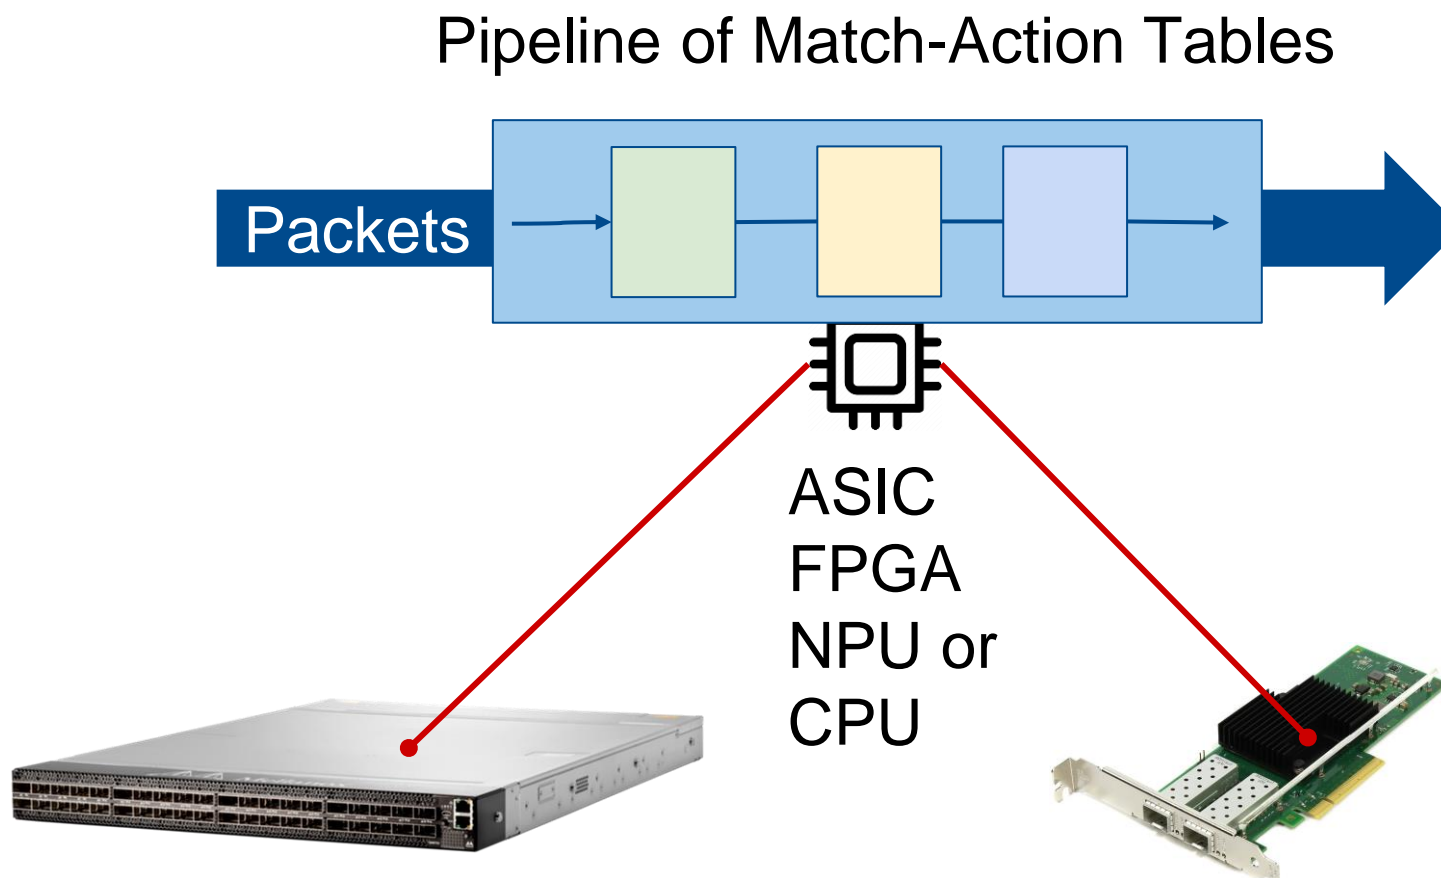 Pipeline of Match-Action Tables
Packets
ASIC
FPGA
NPU or
CPU